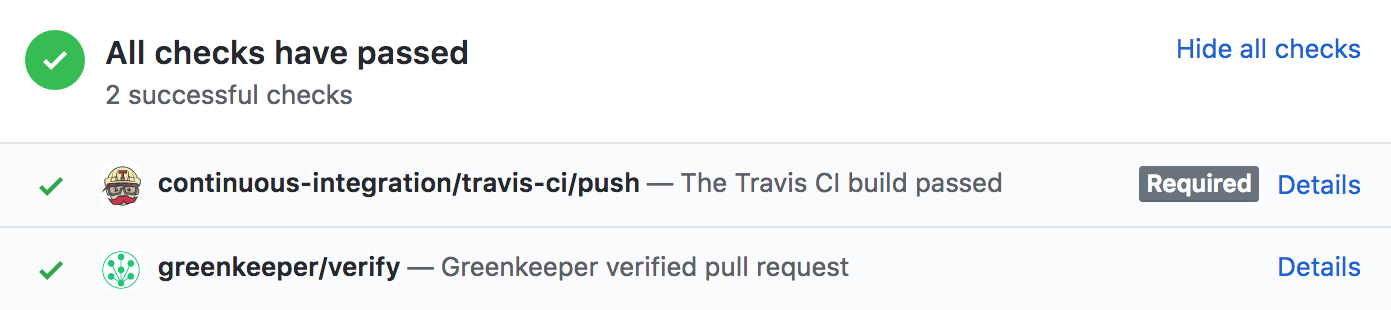 All checks have passed
Hide all checks
2 successful checks
continuous-integration/travis-ci/push — The Travis CI build passed Required Details
greenkeeper/verify — Greenkeeper verified pull request Details